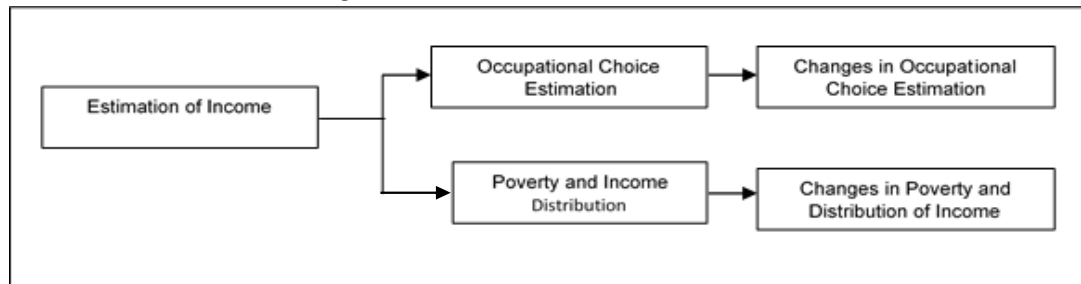 Estimation of Income
Occupational Choice
Estimation
Changes in Occupational
Choice Estimation
Poverty and Income
Distribution
Changes in Poverty and
Distribution of Income